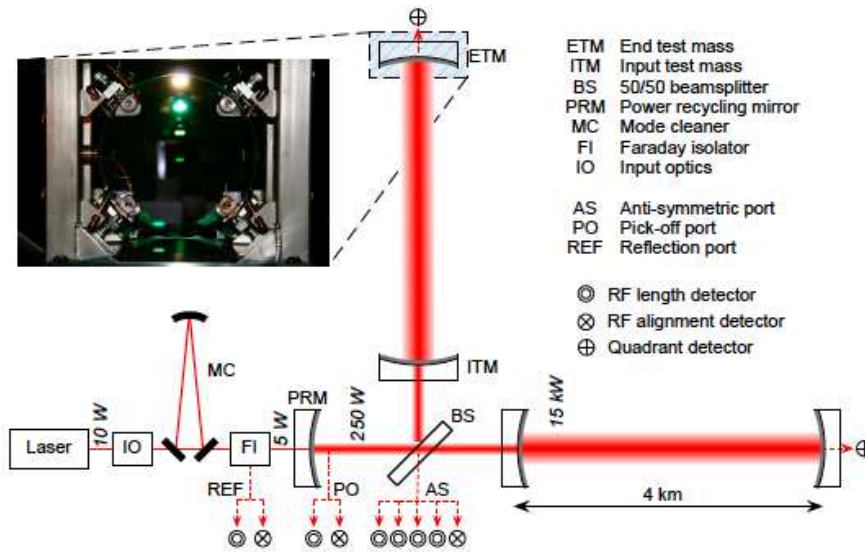 ETM
ETM End test mass
ITM Input test mass
BS 50/50 beamsplitter
PRM Power recycling mirror
MC Mode cleaner
FI Faraday isolator
IO Input optics
AS Anti-symmetric port
PO Pick-off port
REF Reflection port
RF length detector
RF alignment detector
Quadrant detector
MC
ITM
PRM
BS
10 W
5 W
250 W
15 kW
Laser
IO
FI
REF
PO
AS
4 km